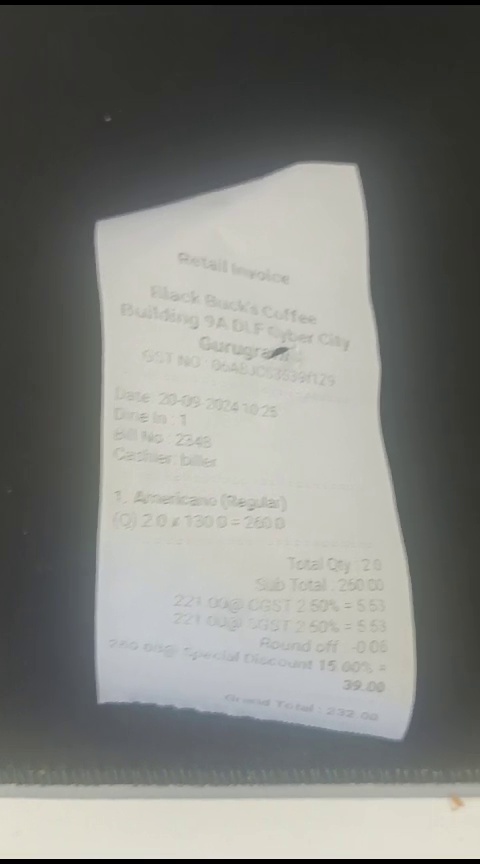 Retail Invoice
Black Buck's Coffee
Building 9A DLF Cyber City
GST NO
Date: 20-09-2024 10:25
Dine In : 1
Bill No : 2348
Cashier: biller
1. Americano (Regular)
(Q) 2.0 x 130.0 = 260.0
Total Qty : 2.0
Sub Total : 260.00
221.00@ CGST 2.50% = 5.53
221.00@ SGST 2.50% = 5.53
Round off : -0.06
260.00@ Special Discount 15.00% =
39.00
Grand Total : 232.00